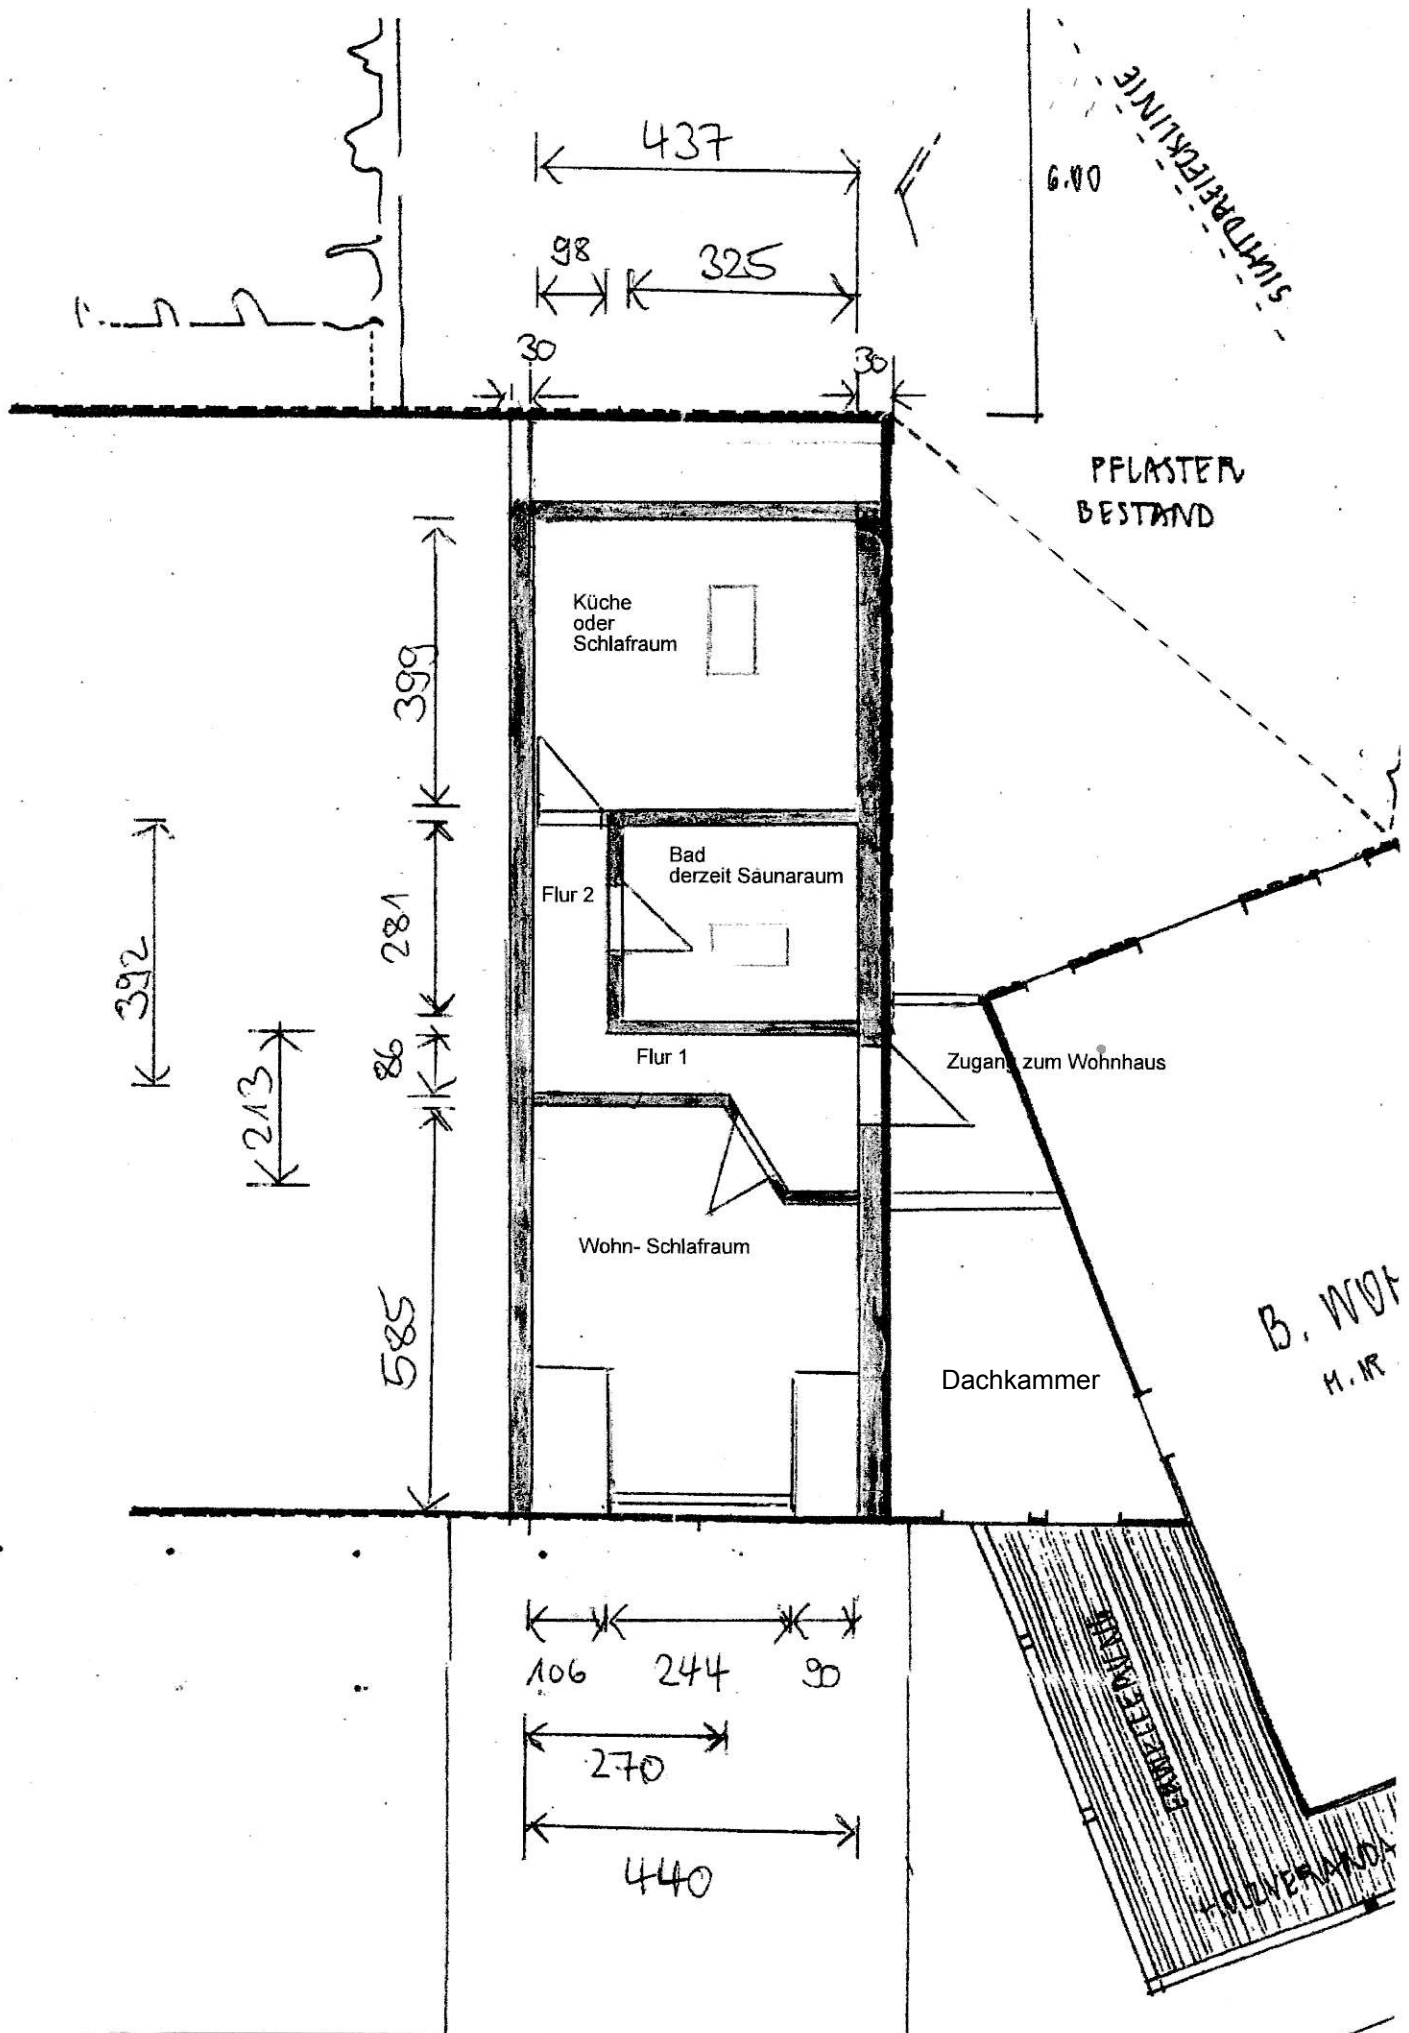 437
6.00
SICHTDREIECKLINIE
98
325
30
30
PFLASTER
BESTAND
Küche
oder
Schlafraum
399
Bad
derzeit Saunaraum
Flur 2
281
392
Flur 1
86
Zugang zum Wohnhaus
213
Wohn- Schlafraum
585
Dachkammer
B. WOH
M. NR
106
244
90
270
440
HOLZVERANDA